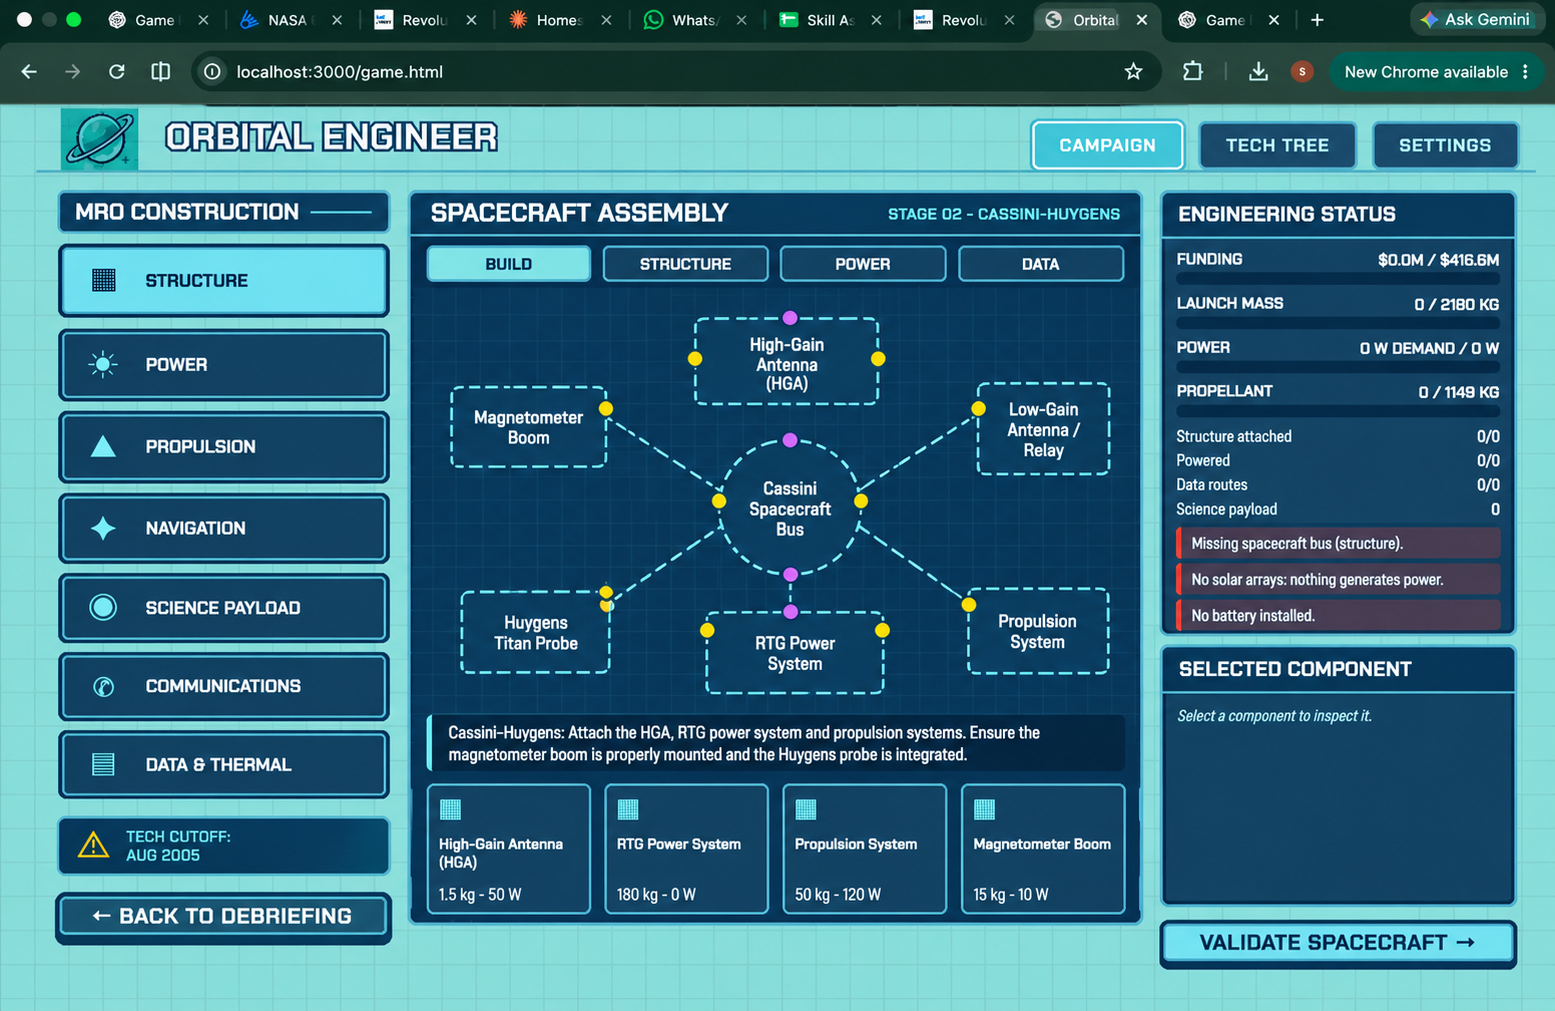 Game
NASA
Revolu
Homes
Whats
Skill As
Revolu
Orbital
Game
Ask Gemini
localhost:3000/game.html
S
New Chrome available
ORBITAL ENGINEER
CAMPAIGN
TECH TREE
SETTINGS
MRO CONSTRUCTION
STRUCTURE
POWER
PROPULSION
NAVIGATION
SCIENCE PAYLOAD
COMMUNICATIONS
DATA & THERMAL
TECH CUTOFF:
AUG 2005
← BACK TO DEBRIEFING
SPACECRAFT ASSEMBLY
STAGE 02 - CASSINI-HUYGENS
BUILD
STRUCTURE
POWER
DATA
High-Gain
Antenna
(HGA)
Magnetometer
Boom
Low-Gain
Antenna /
Relay
Cassini
Spacecraft
Bus
Huygens
Titan Probe
RTG Power
System
Propulsion
System
Cassini-Huygens: Attach the HGA, RTG power system and propulsion systems. Ensure the
magnetometer boom is properly mounted and the Huygens probe is integrated.
High-Gain Antenna
(HGA)
1.5 kg - 50 W
RTG Power System
180 kg - 0 W
Propulsion System
50 kg - 120 W
Magnetometer Boom
15 kg - 10 W
ENGINEERING STATUS
FUNDING $0.0M / $416.6M
LAUNCH MASS 0 / 2180 KG
POWER 0 W DEMAND / 0 W
PROPELLANT 0 / 1149 KG
Structure attached 0/0
Powered 0/0
Data routes 0/0
Science payload 0
Missing spacecraft bus (structure).
No solar arrays: nothing generates power.
No battery installed.
SELECTED COMPONENT
Select a component to inspect it.
VALIDATE SPACECRAFT →